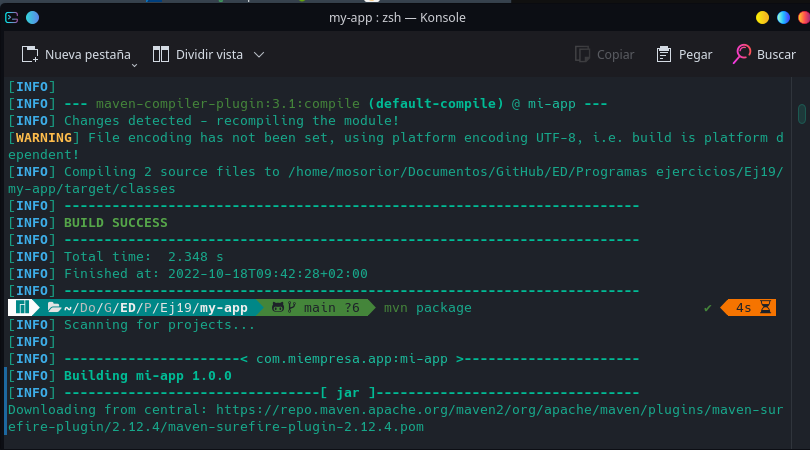 my-app : zsh — Konsole
Nueva pestaña Dividir vista Copiar Pegar Buscar
[INFO]
[INFO] --- maven-compiler-plugin:3.1:compile (default-compile) @ mi-app ---
[INFO] Changes detected - recompiling the module!
[WARNING] File encoding has not been set, using platform encoding UTF-8, i.e. build is platform d
ependent!
[INFO] Compiling 2 source files to /home/mosorior/Documentos/GitHub/ED/Programas ejercicios/Ej19/
my-app/target/classes
[INFO] ------------------------------------------------------------------------
[INFO] BUILD SUCCESS
[INFO] ------------------------------------------------------------------------
[INFO] Total time:  2.348 s
[INFO] Finished at: 2022-10-18T09:42:28+02:00
[INFO] ------------------------------------------------------------------------
~/Do/G/ED/P/Ej19/my-app main ?6 mvn package ✔ 4s
[INFO] Scanning for projects...
[INFO]
[INFO] ----------------------< com.miempresa.app:mi-app >----------------------
[INFO] Building mi-app 1.0.0
[INFO] --------------------------------[ jar ]---------------------------------
Downloading from central: https://repo.maven.apache.org/maven2/org/apache/maven/plugins/maven-sur
efire-plugin/2.12.4/maven-surefire-plugin-2.12.4.pom